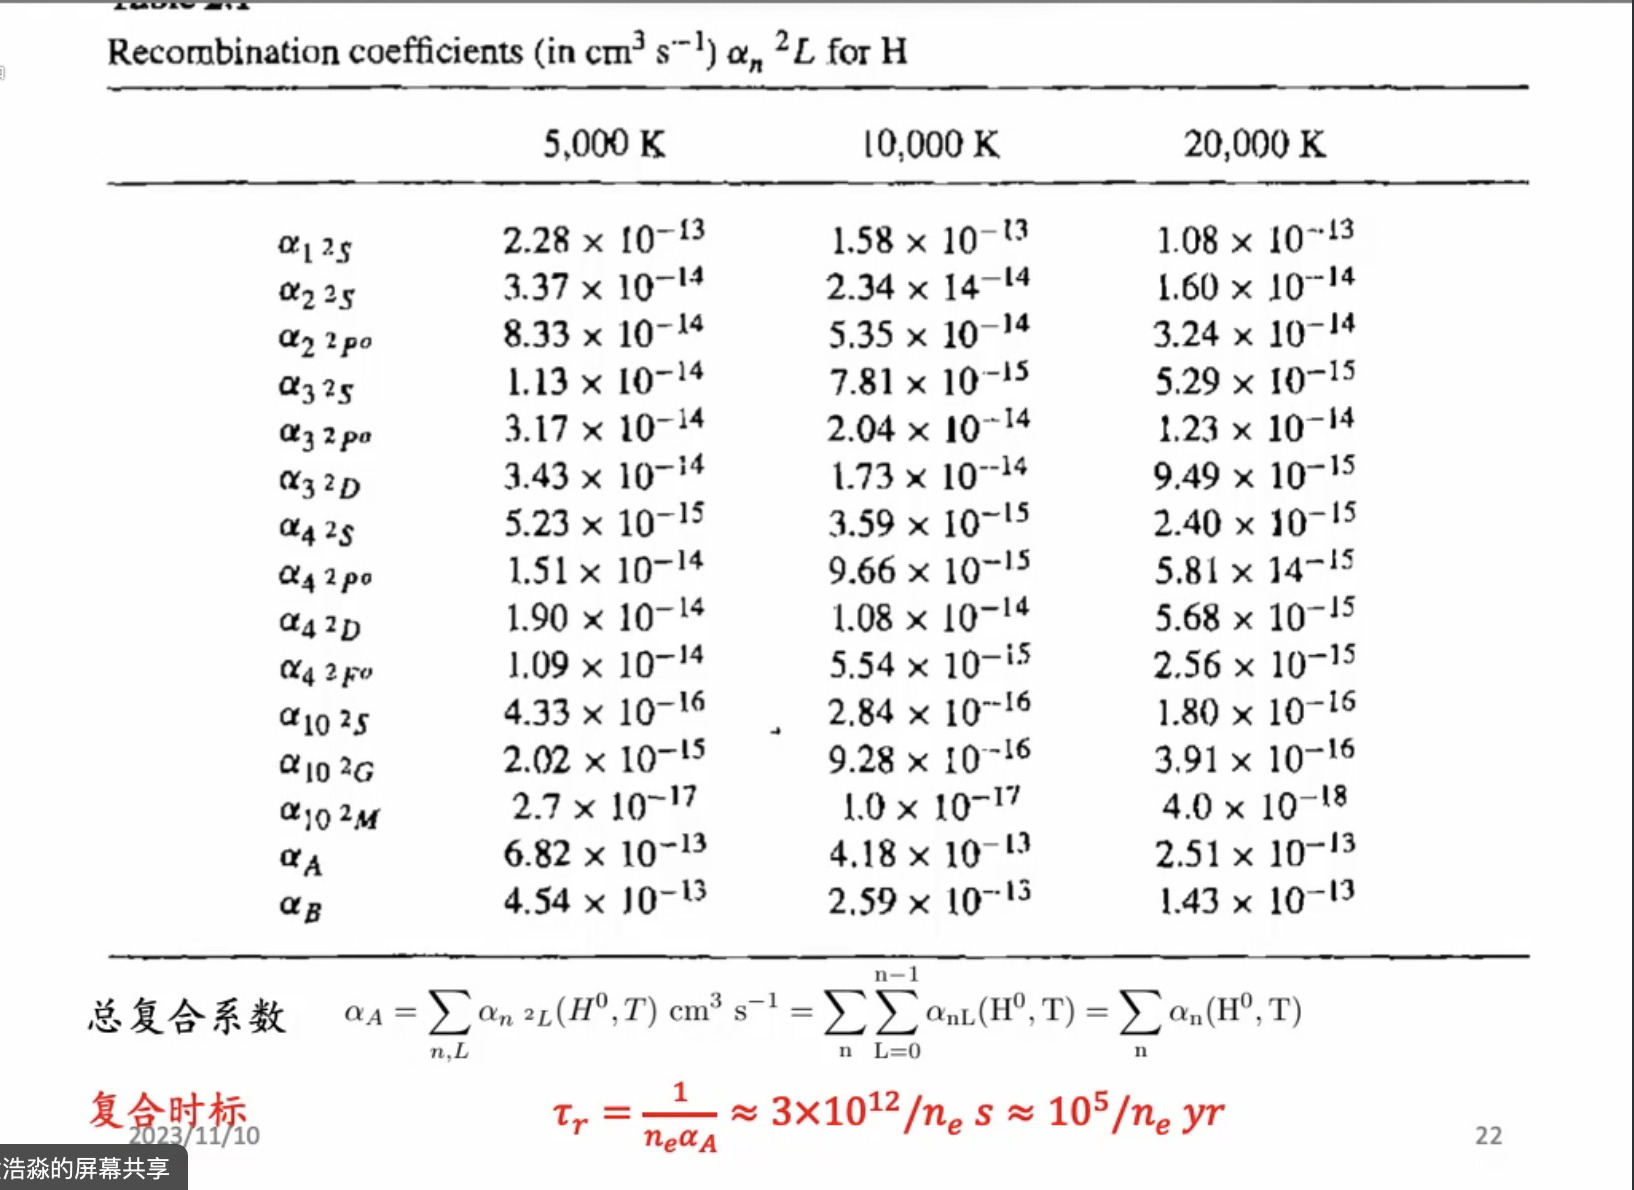 Table 2.1
Recombination coefficients (in cm³ s⁻¹) αₙ ²L for H
5,000 K 10,000 K 20,000 K
α₁ ²S 2.28 × 10⁻¹³ 1.58 × 10⁻¹³ 1.08 × 10⁻¹³
α₂ ²S 3.37 × 10⁻¹⁴ 2.34 × 14⁻¹⁴ 1.60 × 10⁻¹⁴
α₂ ²Pᵒ 8.33 × 10⁻¹⁴ 5.35 × 10⁻¹⁴ 3.24 × 10⁻¹⁴
α₃ ²S 1.13 × 10⁻¹⁴ 7.81 × 10⁻¹⁵ 5.29 × 10⁻¹⁵
α₃ ²Pᵒ 3.17 × 10⁻¹⁴ 2.04 × 10⁻¹⁴ 1.23 × 10⁻¹⁴
α₃ ²D 3.43 × 10⁻¹⁴ 1.73 × 10⁻¹⁴ 9.49 × 10⁻¹⁵
α₄ ²S 5.23 × 10⁻¹⁵ 3.59 × 10⁻¹⁵ 2.40 × 10⁻¹⁵
α₄ ²Pᵒ 1.51 × 10⁻¹⁴ 9.66 × 10⁻¹⁵ 5.81 × 14⁻¹⁵
α₄ ²D 1.90 × 10⁻¹⁴ 1.08 × 10⁻¹⁴ 5.68 × 10⁻¹⁵
α₄ ²Fᵒ 1.09 × 10⁻¹⁴ 5.54 × 10⁻¹⁵ 2.56 × 10⁻¹⁵
α₁₀ ²S 4.33 × 10⁻¹⁶ 2.84 × 10⁻¹⁶ 1.80 × 10⁻¹⁶
α₁₀ ²G 2.02 × 10⁻¹⁵ 9.28 × 10⁻¹⁶ 3.91 × 10⁻¹⁶
α₁₀ ²M 2.7 × 10⁻¹⁷ 1.0 × 10⁻¹⁷ 4.0 × 10⁻¹⁸
α_A 6.82 × 10⁻¹³ 4.18 × 10⁻¹³ 2.51 × 10⁻¹³
α_B 4.54 × 10⁻¹³ 2.59 × 10⁻¹³ 1.43 × 10⁻¹³
总复合系数 α_A = ∑_{n,L} α_{n ²L}(H⁰, T) cm³ s⁻¹ = ∑_n ∑_{L=0}^{n−1} α_{nL}(H⁰, T) = ∑_n α_n(H⁰, T)
复合时标 τ_r = 1/(n_e α_A) ≈ 3×10¹²/n_e s ≈ 10⁵/n_e yr
2023/11/10 22
浩淼的屏幕共享